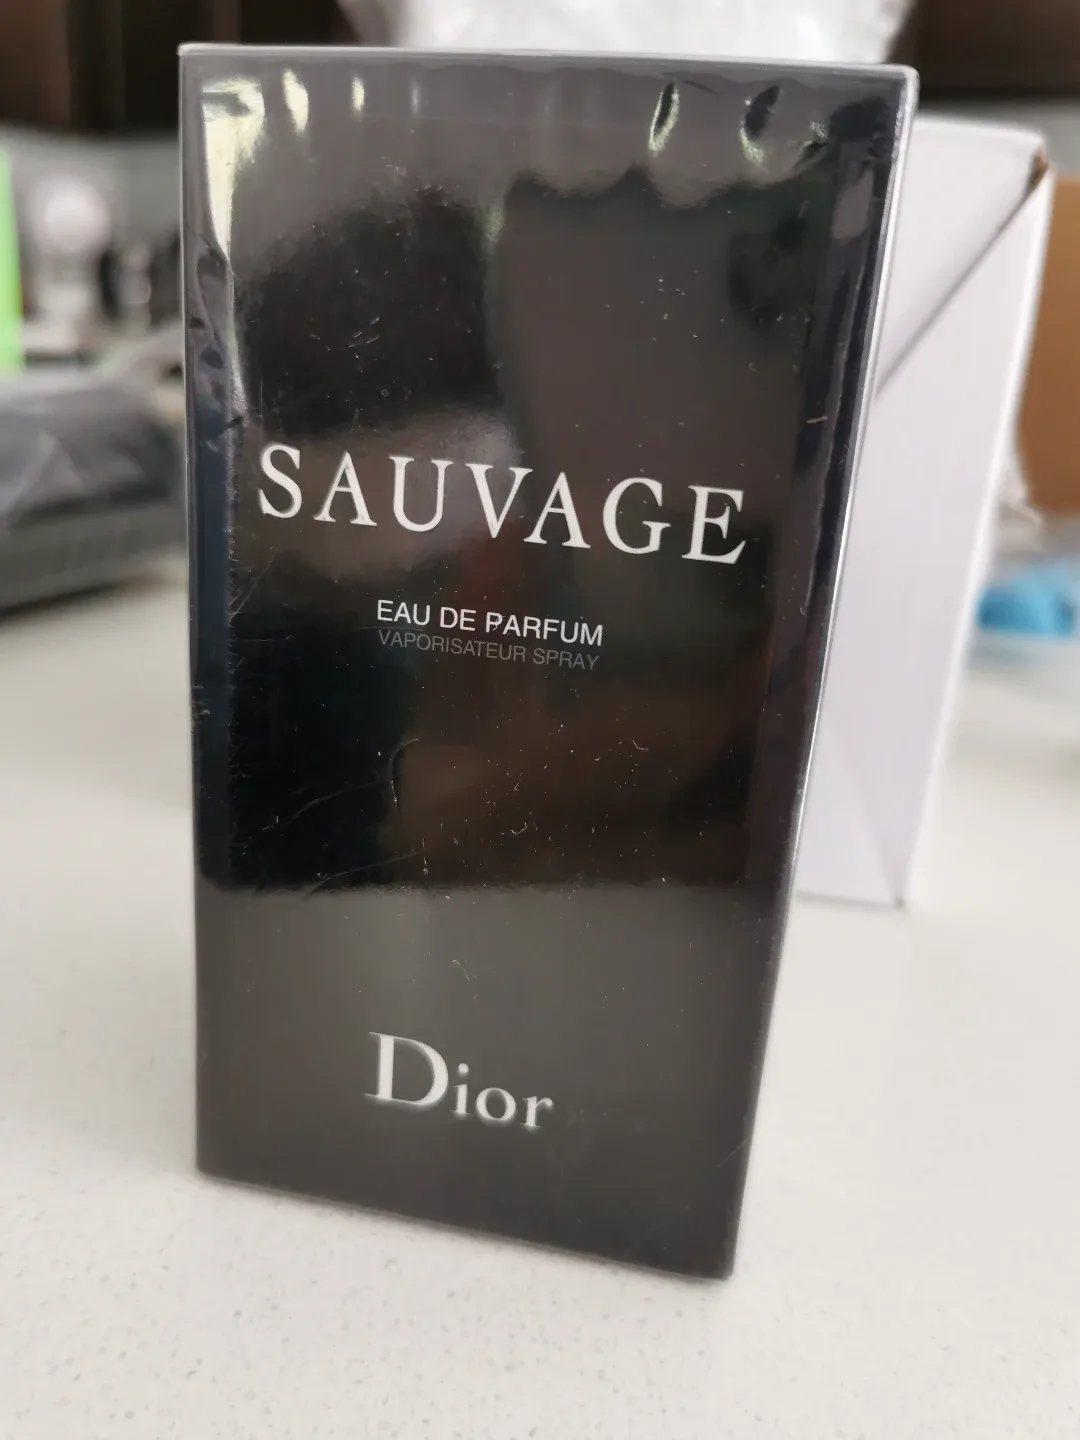 SAUVAGE
EAU DE PARFUM
VAPORISATEUR SPRAY
Dior